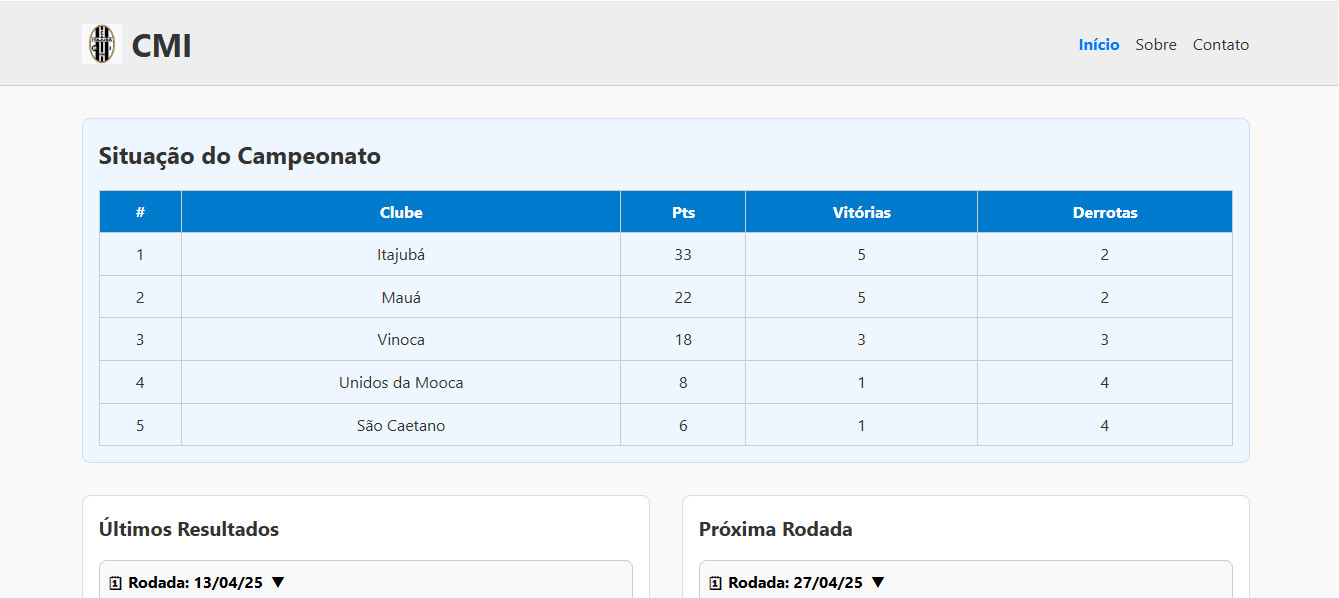 CMI
Início Sobre Contato
Situação do Campeonato
# Clube Pts Vitórias Derrotas
1 Itajubá 33 5 2
2 Mauá 22 5 2
3 Vinoca 18 3 3
4 Unidos da Mooca 8 1 4
5 São Caetano 6 1 4
Últimos Resultados
Rodada: 13/04/25 ▼
Próxima Rodada
Rodada: 27/04/25 ▼